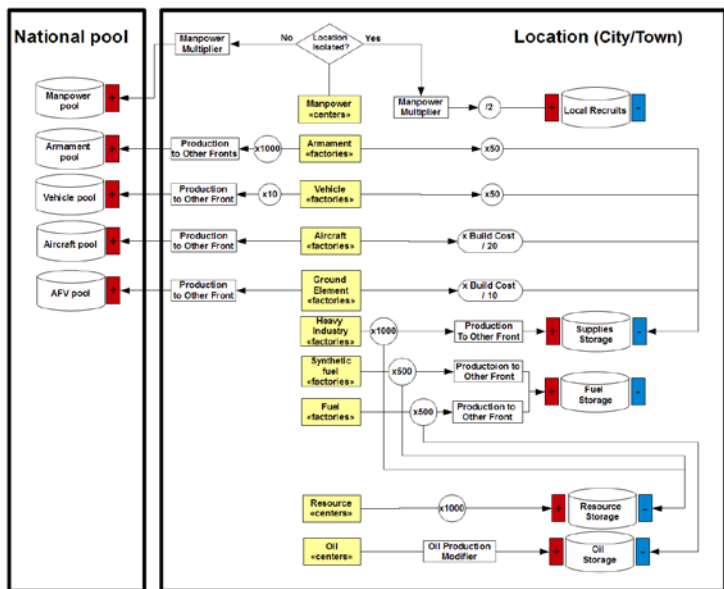 National pool
Location (City/Town)
No
Location
Isolated?
Yes
Manpower
Multiplier
Manpower
pool
+
Manpower
«centers»
Manpower
Multiplier
/2
+
Local Recruits
-
Armament
pool
+
Production
to Other Fronts
x1000
Armament
«factories»
x50
Vehicle pool
+
Production
to Other Front
x10
Vehicle
«factories»
x50
Aircraft pool
+
Production
to Other Front
Aircraft
«factories»
x Build Cost
/ 20
AFV pool
+
Production
to Other Front
Ground
Element
«factories»
x Build Cost
/ 10
Heavy
Industry
«factories»
x1000
Production
To Other Front
+
Supplies
Storage
-
Synthetic
fuel
«factories»
x500
Productoion to
Other Front
+
Fuel
Storage
-
Fuel
«factories»
x500
Production to
Other Front
Resource
«centers»
x1000
+
Resource
Storage
-
Oil
«centers»
Oil Production
Modifier
+
Oil
Storage
-